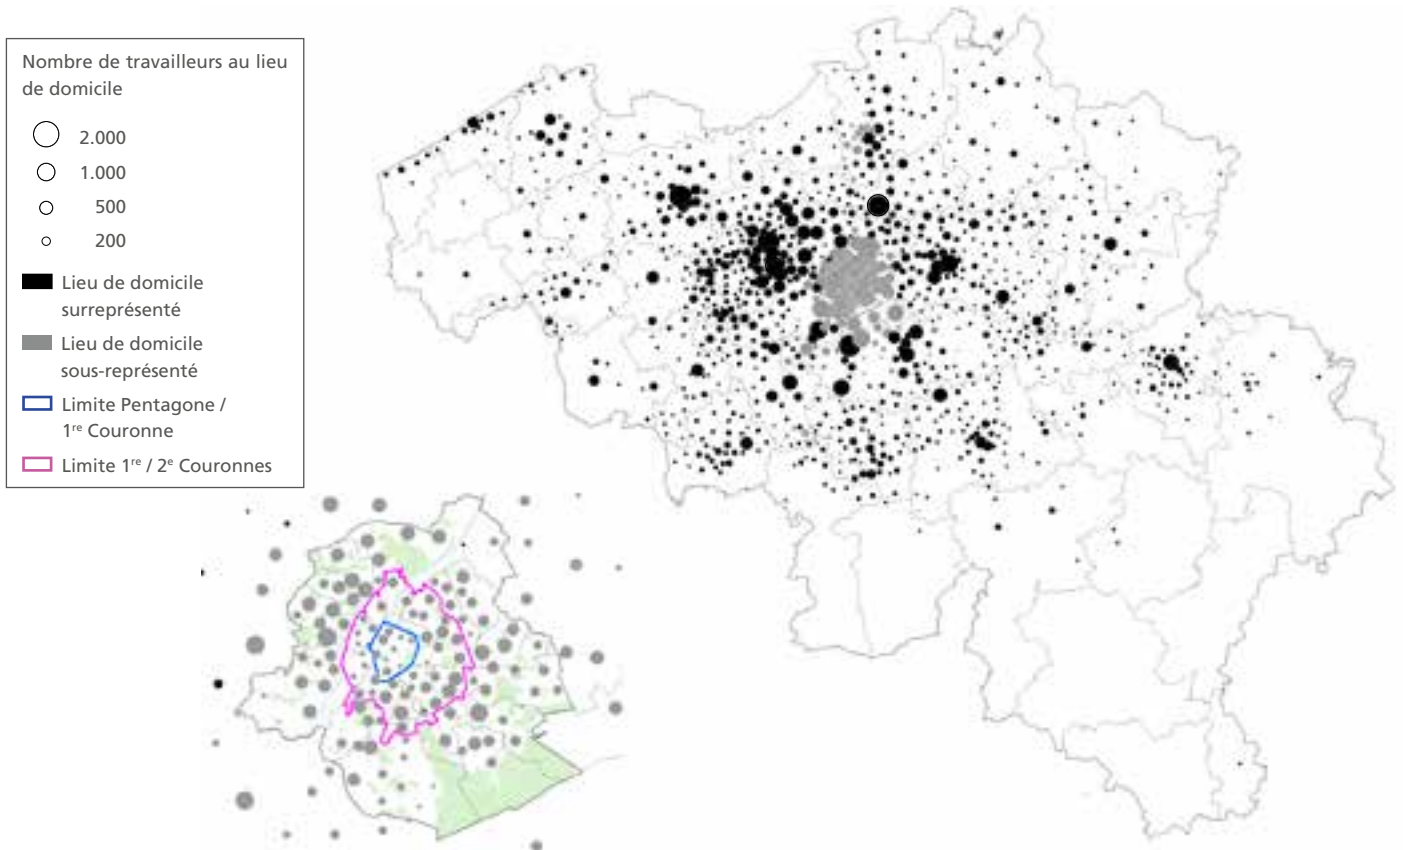 Nombre de travailleurs au lieu
de domicile
2.000
1.000
500
200
Lieu de domicile
surreprésenté
Lieu de domicile
sous-représenté
Limite Pentagone /
1re Couronne
Limite 1re / 2e Couronnes